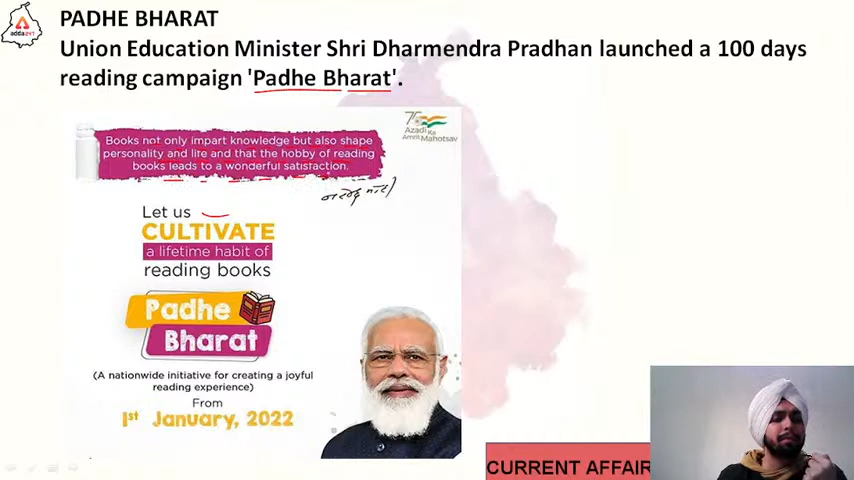 adda247
PADHE BHARAT
Union Education Minister Shri Dharmendra Pradhan launched a 100 days
reading campaign 'Padhe Bharat'.
Books not only impart knowledge but also shape
personality and life and that the hobby of reading
books leads to a wonderful satisfaction.
75
Azadi Ka
Amrit Mahotsav
नरेन्द्र मोदी
Let us
CULTIVATE
a lifetime habit of
reading books
Padhe
Bharat
(A nationwide initiative for creating a joyful
reading experience)
From
1st January, 2022
CURRENT AFFAIR